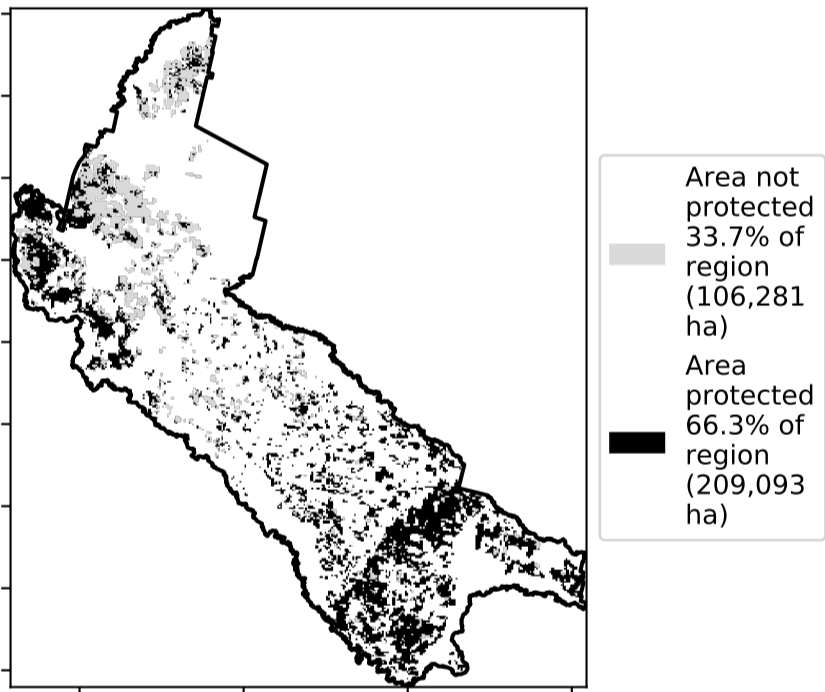 Area not
protected
33.7% of
region
(106,281
ha)
Area
protected
66.3% of
region
(209,093
ha)